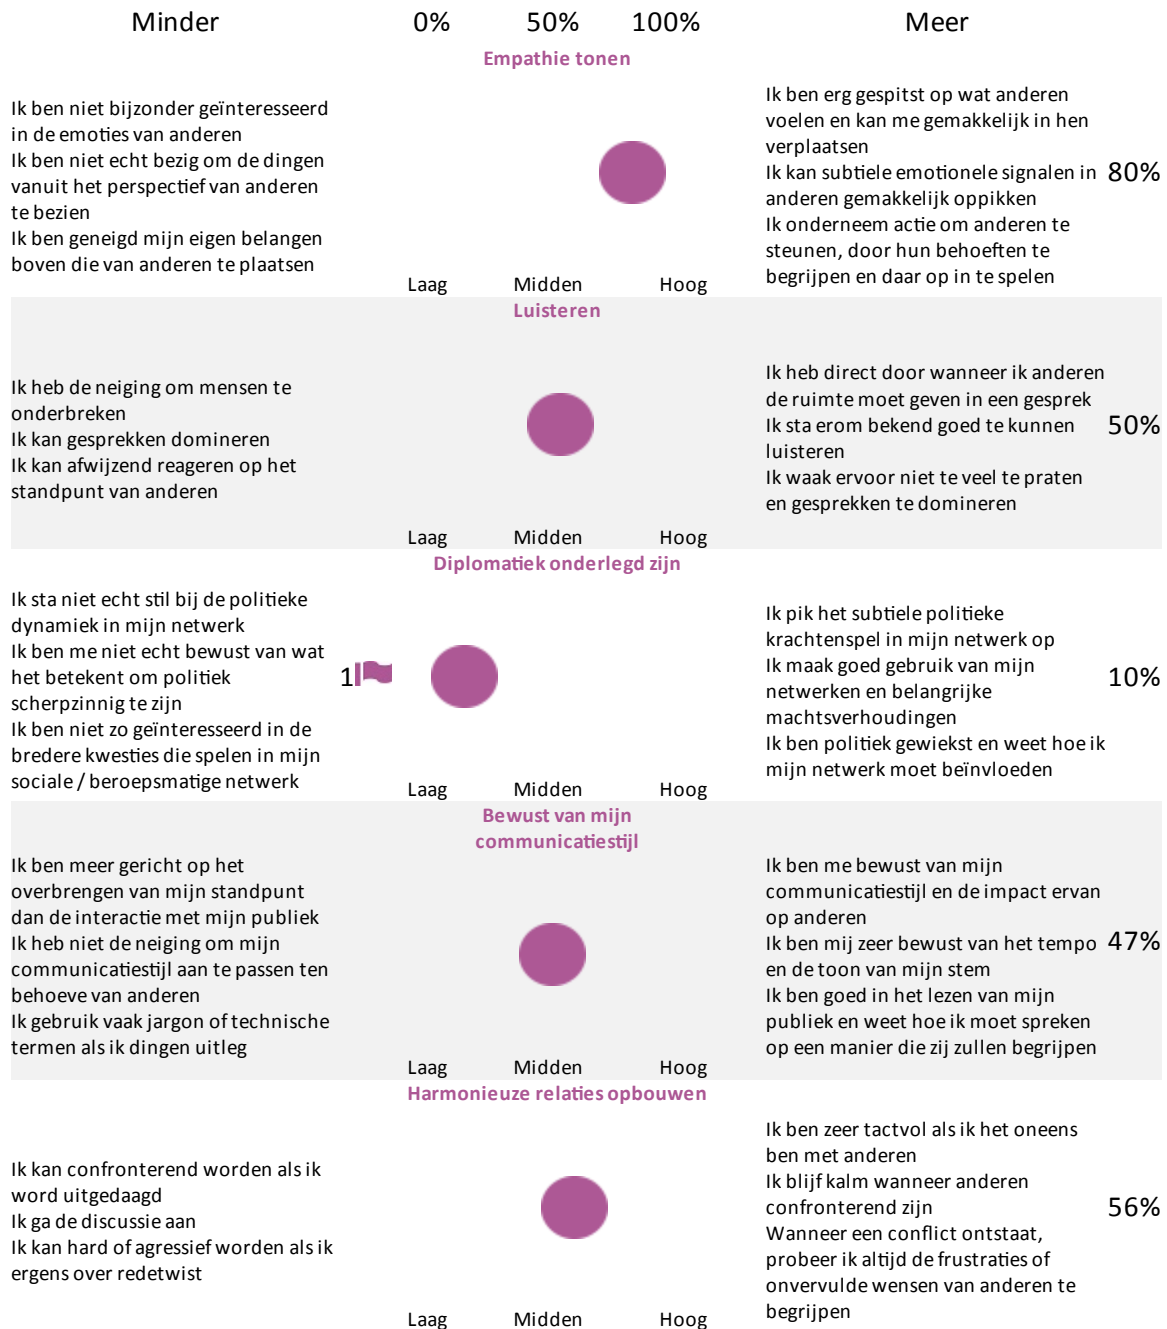 Minder 0% 50% 100% Meer
Empathie tonen
Ik ben niet bijzonder geïnteresseerd
in de emoties van anderen
Ik ben niet echt bezig om de dingen
vanuit het perspectief van anderen
te bezien
Ik ben geneigd mijn eigen belangen
boven die van anderen te plaatsen
Ik ben erg gespitst op wat anderen
voelen en kan me gemakkelijk in hen
verplaatsen
Ik kan subtiele emotionele signalen in
anderen gemakkelijk oppikken
Ik onderneem actie om anderen te
steunen, door hun behoeften te
begrijpen en daar op in te spelen
80%
Laag Midden Hoog
Luisteren
Ik heb de neiging om mensen te
onderbreken
Ik kan gesprekken domineren
Ik kan afwijzend reageren op het
standpunt van anderen
Ik heb direct door wanneer ik anderen
de ruimte moet geven in een gesprek
Ik sta erom bekend goed te kunnen
luisteren
Ik waak ervoor niet te veel te praten
en gesprekken te domineren
50%
Laag Midden Hoog
Diplomatiek onderlegd zijn
Ik sta niet echt stil bij de politieke
dynamiek in mijn netwerk
Ik ben me niet echt bewust van wat
het betekent om politiek
scherpzinnig te zijn
Ik ben niet zo geïnteresseerd in de
bredere kwesties die spelen in mijn
sociale / beroepsmatige netwerk
1
Ik pik het subtiele politieke
krachtenspel in mijn netwerk op
Ik maak goed gebruik van mijn
netwerken en belangrijke
machtsverhoudingen
Ik ben politiek gewiekst en weet hoe ik
mijn netwerk moet beïnvloeden
10%
Laag Midden Hoog
Bewust van mijn
communicatiestijl
Ik ben meer gericht op het
overbrengen van mijn standpunt
dan de interactie met mijn publiek
Ik heb niet de neiging om mijn
communicatiestijl aan te passen ten
behoeve van anderen
Ik gebruik vaak jargon of technische
termen als ik dingen uitleg
Ik ben me bewust van mijn
communicatiestijl en de impact ervan
op anderen
Ik ben mij zeer bewust van het tempo
en de toon van mijn stem
Ik ben goed in het lezen van mijn
publiek en weet hoe ik moet spreken
op een manier die zij zullen begrijpen
47%
Laag Midden Hoog
Harmonieuze relaties opbouwen
Ik kan confronterend worden als ik
word uitgedaagd
Ik ga de discussie aan
Ik kan hard of agressief worden als ik
ergens over redetwist
Ik ben zeer tactvol als ik het oneens
ben met anderen
Ik blijf kalm wanneer anderen
confronterend zijn
Wanneer een conflict ontstaat,
probeer ik altijd de frustraties of
onvervulde wensen van anderen te
begrijpen
56%
Laag Midden Hoog